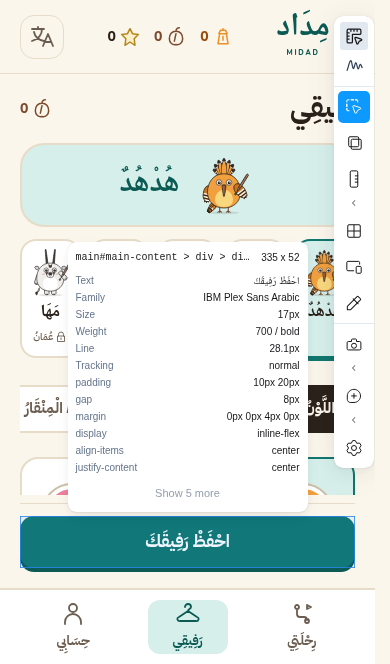 مِدَاد
MIDAD
0
0
0
0
يقِي
هُدْهُدٌ
هُدْ
مَهَا
عُمَانُ
اللَّوْنُ
الْمِنْقَارُ
main#main-content > div > di… 335 x 52
Text احْفَظْ رَفِيقَكَ
Family IBM Plex Sans Arabic
Size 17px
Weight 700 / bold
Line 28.1px
Tracking normal
padding 10px 20px
gap 8px
margin 0px 0px 4px 0px
display inline-flex
align-items center
justify-content center
Show 5 more
احْفَظْ رَفِيقَكَ
رِحْلَتِي
رَفِيقِي
حِسَابِي